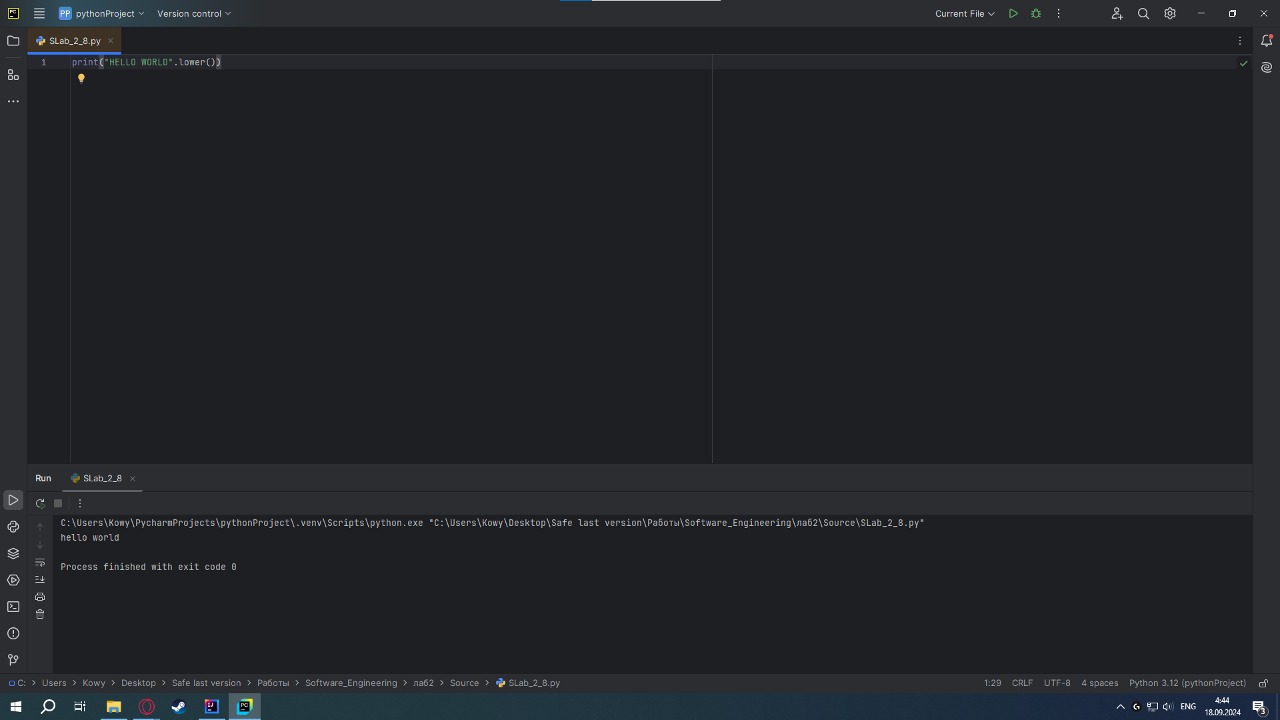 PC PP pythonProject Version control Current File
SLab_2_8.py
1 print("HELLO WORLD".lower())
Run SLab_2_8
C:\Users\Kowy\PycharmProjects\pythonProject\.venv\Scripts\python.exe "C:\Users\Kowy\Desktop\Safe last version\Работы\Software_Engineering\лаб2\Source\SLab_2_8.py"
hello world
Process finished with exit code 0
C: > Users > Kowy > Desktop > Safe last version > Работы > Software_Engineering > лаб2 > Source > SLab_2_8.py 1:29 CRLF UTF-8 4 spaces Python 3.12 (pythonProject)
ENG 4:44
18.09.2024